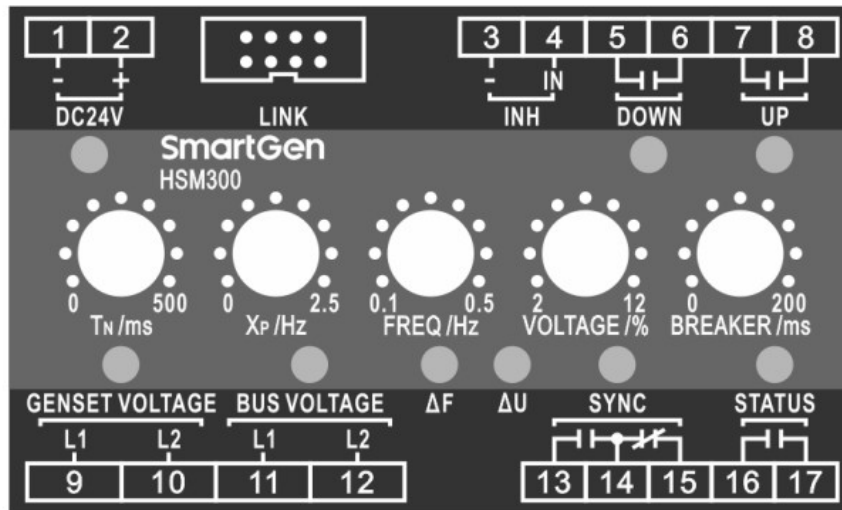 1 2 3 4 5 6 7 8
- + - IN
DC24V LINK INH DOWN UP
SmartGen
HSM300
0 500 0 2.5 0.1 0.5 2 12 0 200
TN /ms XP /Hz FREQ /Hz VOLTAGE /% BREAKER /ms
GENSET VOLTAGE BUS VOLTAGE ΔF ΔU SYNC STATUS
L1 L2 L1 L2
9 10 11 12 13 14 15 16 17